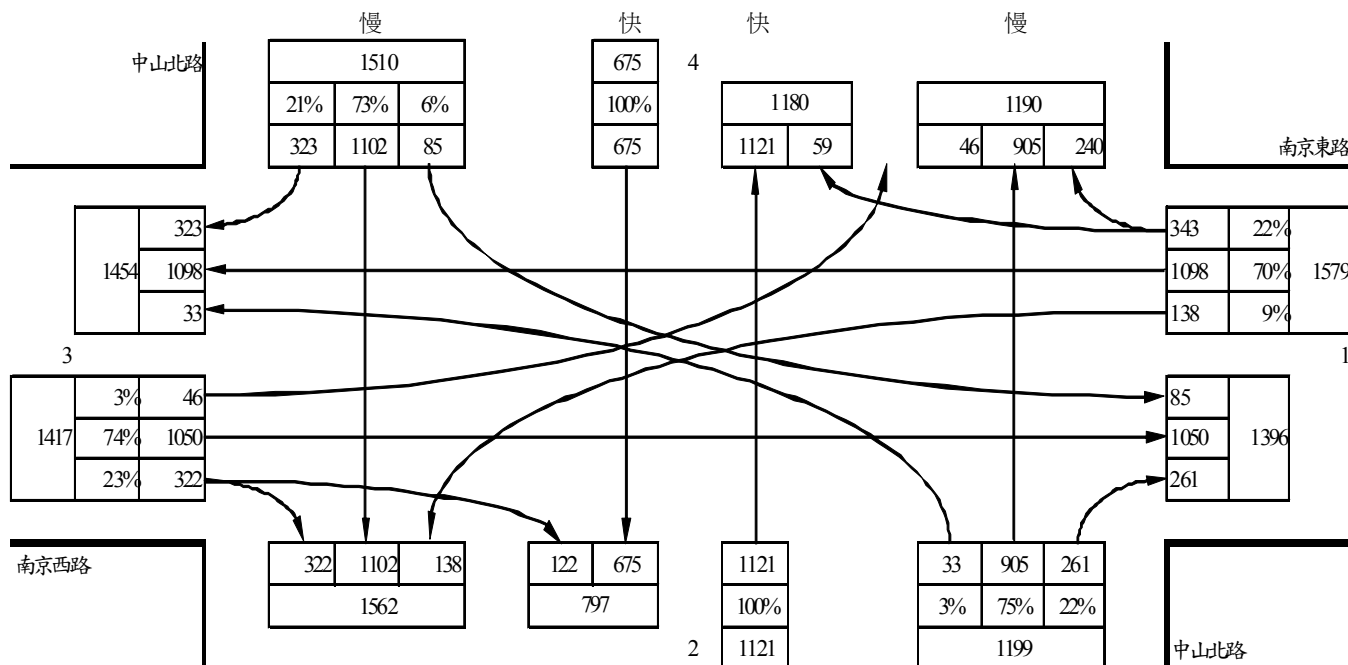 慢 快 快 慢
中山北路 1510 675 4
21% 73% 6% 100% 1180 1190
323 1102 85 675 1121 59 46 905 240 南京東路
323 343 22%
1454 1098 1098 70% 1579
33 138 9%
3 1
3% 46 85
1417 74% 1050 1050 1396
23% 322 261
南京西路 322 1102 138 122 675 1121 33 905 261
1562 797 100% 3% 75% 22%
2 1121 1199 中山北路